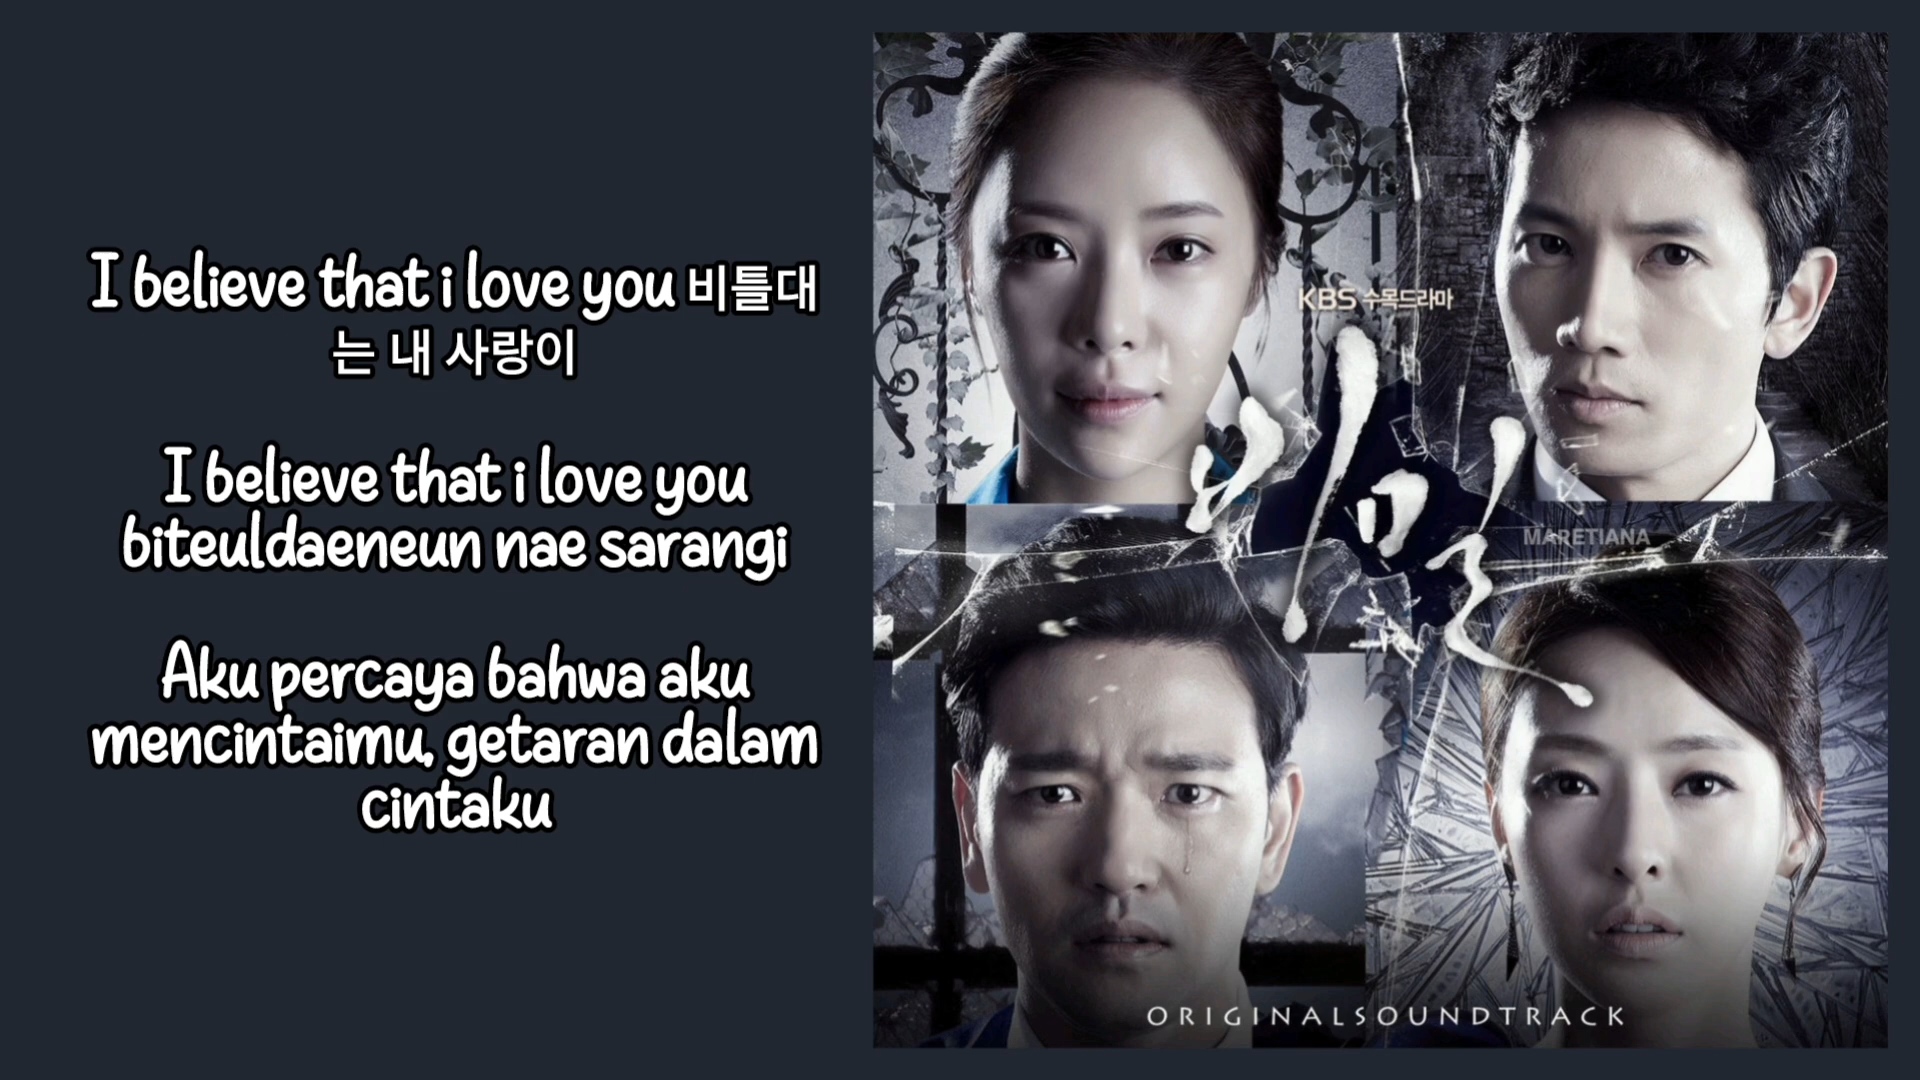 I believe that i love you 비틀대
는 내 사랑이
I believe that i love you
biteuldaeneun nae sarangi
Aku percaya bahwa aku
mencintaimu, getaran dalam
cintaku
KBS 수목드라마
비밀
MARETIANA
ORIGINALSOUNDTRACK